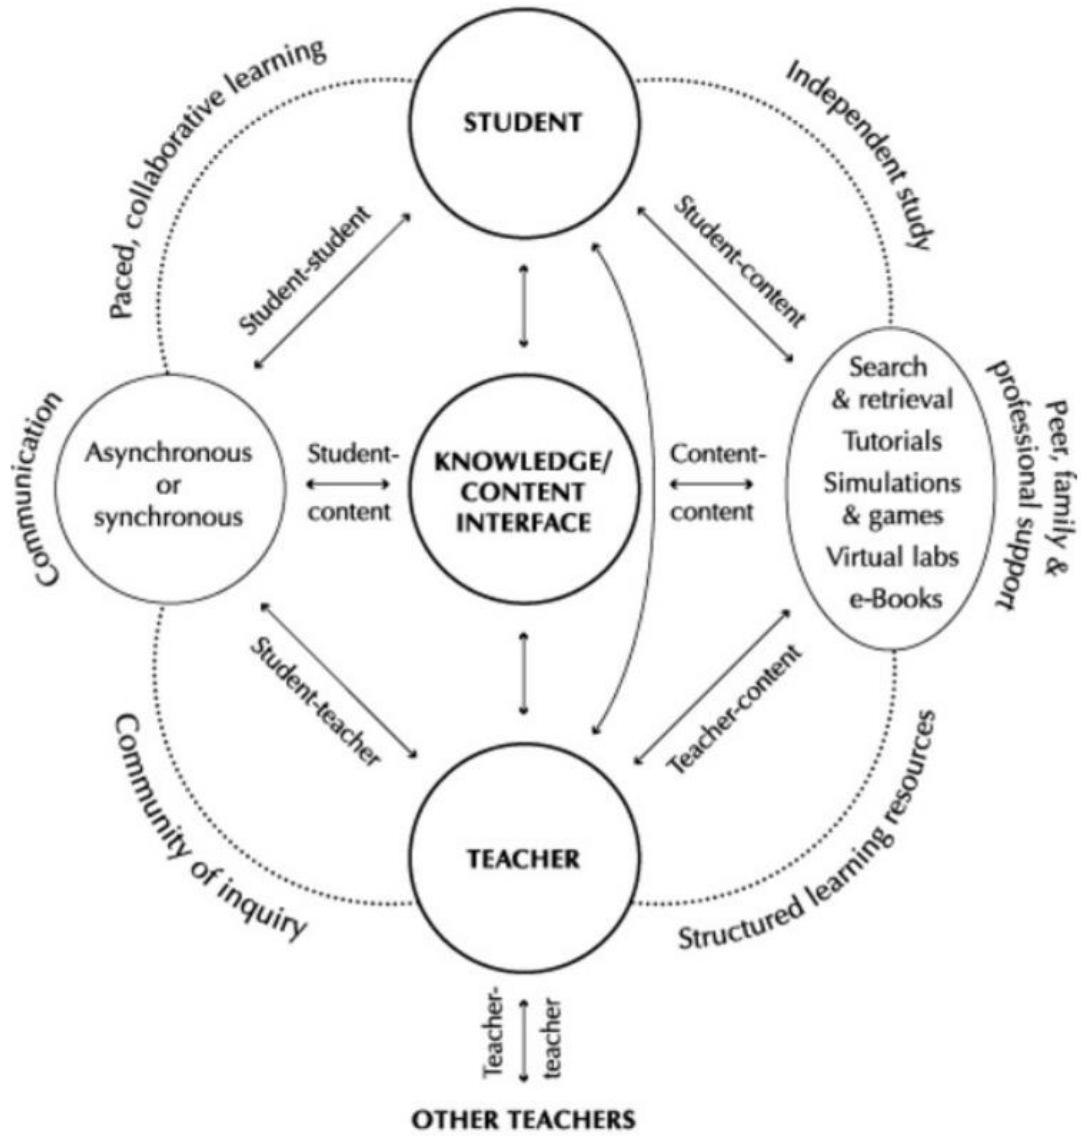 Paced, collaborative learning
STUDENT
Independent study
Student-student
Student-content
Communication
Asynchronous
or
synchronous
Student-
content
KNOWLEDGE/
CONTENT
INTERFACE
Content-
content
Search
& retrieval
Tutorials
Simulations
& games
Virtual labs
e-Books
Peer, family &
professional support
Student-teacher
Teacher-content
Community of inquiry
TEACHER
Structured learning resources
Teacher-
teacher
OTHER TEACHERS